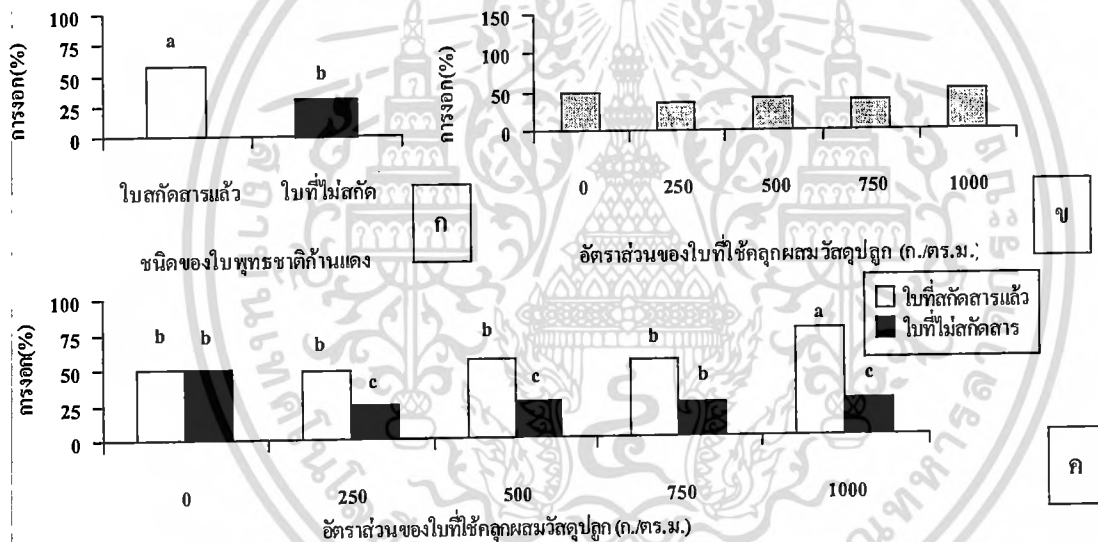 การงอก(%)
100
75
50
25
0
a
b
ใบสกัดสารแล้ว ใบที่ไม่สกัด
ชนิดของใบพุทธชาติก้านแดง
ก
การงอก(%)
150
100
50
0
0 250 500 750 1000
อัตราส่วนของใบที่ใช้คลุกผสมวัสดุปลูก (ก./ตร.ม.)
ข
ใบที่สกัดสารแล้ว
ใบที่ไม่สกัดสาร
การงอก(%)
100
75
50
25
0
b b b c b c b b a c
0 250 500 750 1000
อัตราส่วนของใบที่ใช้คลุกผสมวัสดุปลูก (ก./ตร.ม.)
ค